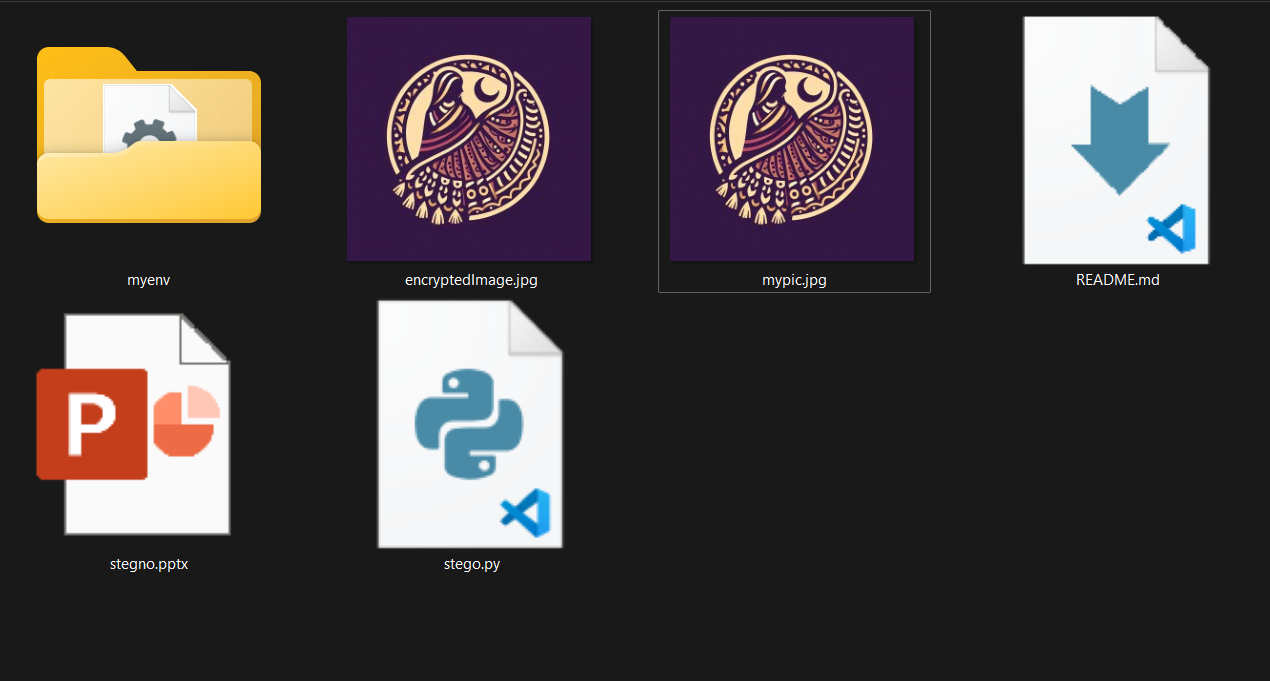 myenv
encryptedImage.jpg
mypic.jpg
README.md
P
stegno.pptx
stego.py